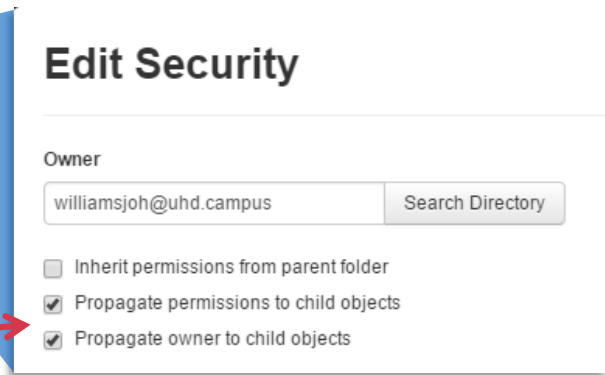 Edit Security
Owner
williamsjoh@uhd.campus Search Directory
Inherit permissions from parent folder
Propagate permissions to child objects
Propagate owner to child objects